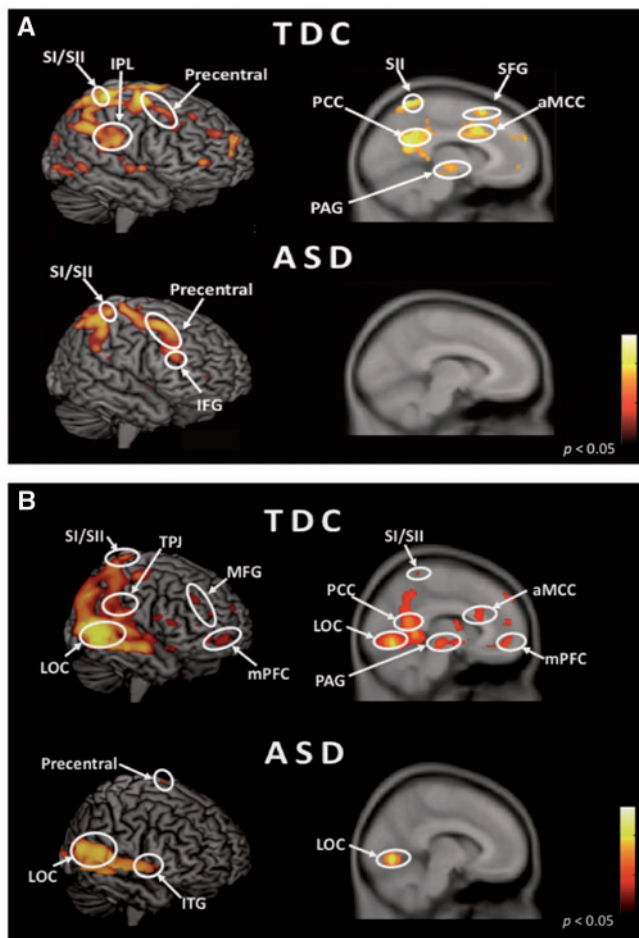 A
TDC
SI/SII
IPL
Precentral
SII
SFG
PCC
aMCC
PAG
ASD
SI/SII
Precentral
IFG
p < 0.05
B
TDC
SI/SII
TPJ
MFG
LOC
mPFC
SI/SII
PCC
aMCC
LOC
PAG
mPFC
ASD
Precentral
LOC
ITG
LOC
p < 0.05